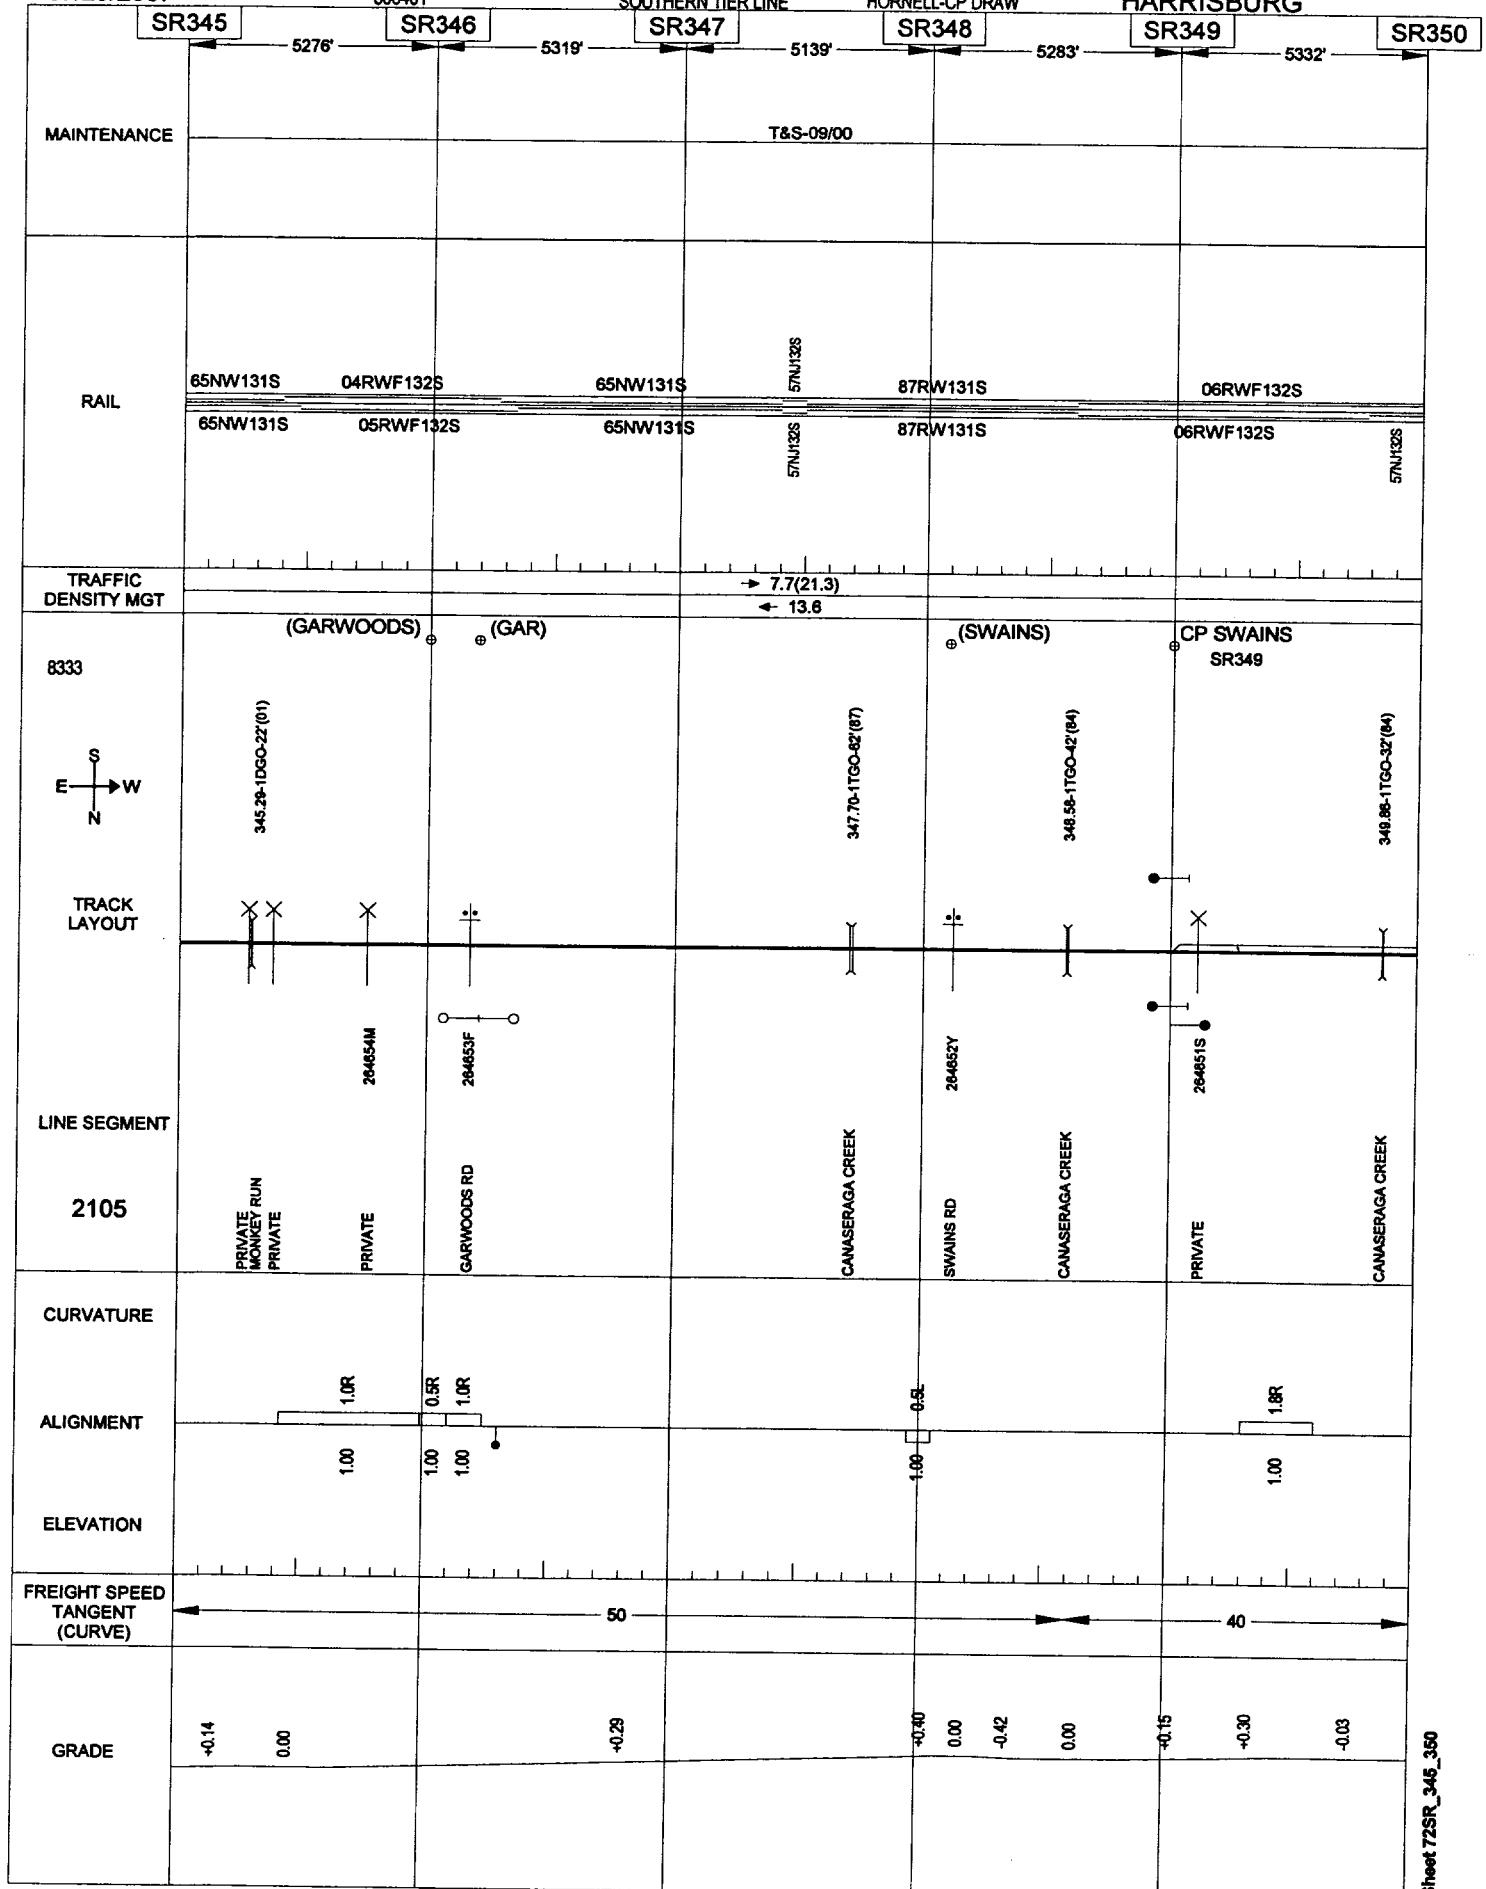 SOUTHERN TIER LINE HORNELL-CP DRAW HARRISBURG
SR345 SR346 SR347 SR348 SR349 SR350
5276' 5319' 5139' 5283' 5332'
MAINTENANCE
T&S-09/00
RAIL
65NW131S 04RWF132S 65NW131S 57NJ132S 87RW131S 06RWF132S
65NW131S 05RWF132S 65NW131S 57NJ132S 87RW131S 06RWF132S 57NJ132S
TRAFFIC
DENSITY MGT
7.7(21.3)
13.6
(GARWOODS) (GAR) (SWAINS) CP SWAINS
SR349
8333
S
E W
N
345.29-1DGO-22'(01) 347.70-1TGO-62'(87) 348.58-1TGO-42'(84) 349.86-1TGO-32'(84)
TRACK
LAYOUT
264654M 264653F 264652Y 264651S
LINE SEGMENT
2105
PRIVATE
MONKEY RUN
PRIVATE
PRIVATE
GARWOODS RD
CANASERAGA CREEK
SWAINS RD
CANASERAGA CREEK
PRIVATE
CANASERAGA CREEK
CURVATURE
1.0R 0.5R 1.0R 0.5L 1.8R
ALIGNMENT
1.00 1.00 1.00 1.00 1.00
ELEVATION
FREIGHT SPEED
TANGENT
(CURVE)
50 40
GRADE
+0.14 0.00 +0.29 +0.40 0.00 -0.42 0.00 +0.15 +0.30 -0.03
Sheet 72SR_345_350